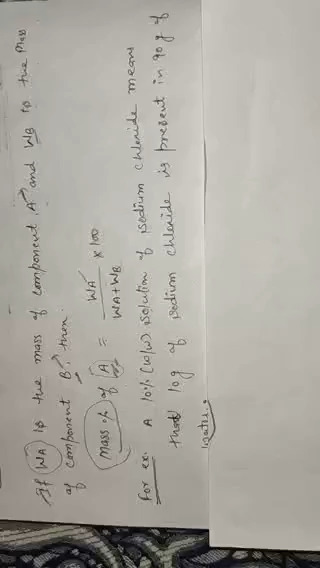 If WA is the mass of component A and WB is the mass
of component B, then.
Mass % of A = WA / WA + WB × 100
For ex. A 10% (w/w) solution of sodium chloride means
that 10g of sodium chloride is present in 90 g of
water.